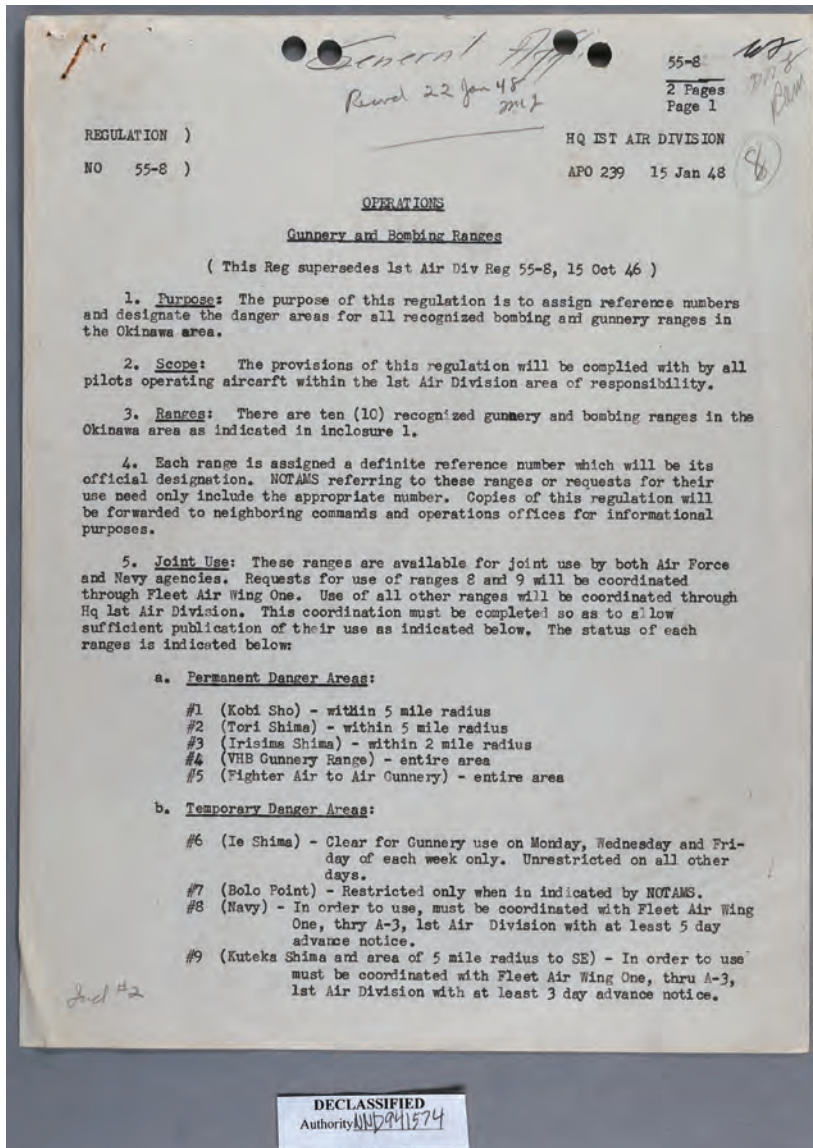 General Aff.
Recvd 22 Jan 48
55-8
2 Pages
Page 1
REGULATION )
HQ 1ST AIR DIVISION
NO 55-8 )
APO 239 15 Jan 48
8
OPERATIONS
Gunnery and Bombing Ranges
( This Reg supersedes 1st Air Div Reg 55-8, 15 Oct 46 )
1. Purpose: The purpose of this regulation is to assign reference numbers
and designate the danger areas for all recognized bombing and gunnery ranges in
the Okinawa area.
2. Scope: The provisions of this regulation will be complied with by all
pilots operating aircarft within the 1st Air Division area of responsibility.
3. Ranges: There are ten (10) recognized gunnery and bombing ranges in the
Okinawa area as indicated in inclosure 1.
4. Each range is assigned a definite reference number which will be its
official designation. NOTAMS referring to these ranges or requests for their
use need only include the appropriate number. Copies of this regulation will
be forwarded to neighboring commands and operations offices for informational
purposes.
5. Joint Use: These ranges are available for joint use by both Air Force
and Navy agencies. Requests for use of ranges 8 and 9 will be coordinated
through Fleet Air Wing One. Use of all other ranges will be coordinated through
Hq 1st Air Division. This coordination must be completed so as to allow
sufficient publication of their use as indicated below. The status of each
ranges is indicated below:
a. Permanent Danger Areas:
#1 (Kobi Sho) - within 5 mile radius
#2 (Tori Shima) - within 5 mile radius
#3 (Irisima Shima) - within 2 mile radius
#4 (VHB Gunnery Range) - entire area
#5 (Fighter Air to Air Gunnery) - entire area
b. Temporary Danger Areas:
#6 (Ie Shima) - Clear for Gunnery use on Monday, Wednesday and Fri-
day of each week only. Unrestricted on all other
days.
#7 (Bolo Point) - Restricted only when in indicated by NOTAMS.
#8 (Navy) - In order to use, must be coordinated with Fleet Air Wing
One, thry A-3, 1st Air Division with at least 5 day
advance notice.
#9 (Kuteka Shima and area of 5 mile radius to SE) - In order to use
must be coordinated with Fleet Air Wing One, thru A-3,
1st Air Division with at least 3 day advance notice.
Incl #2
DECLASSIFIED
Authority NND941574